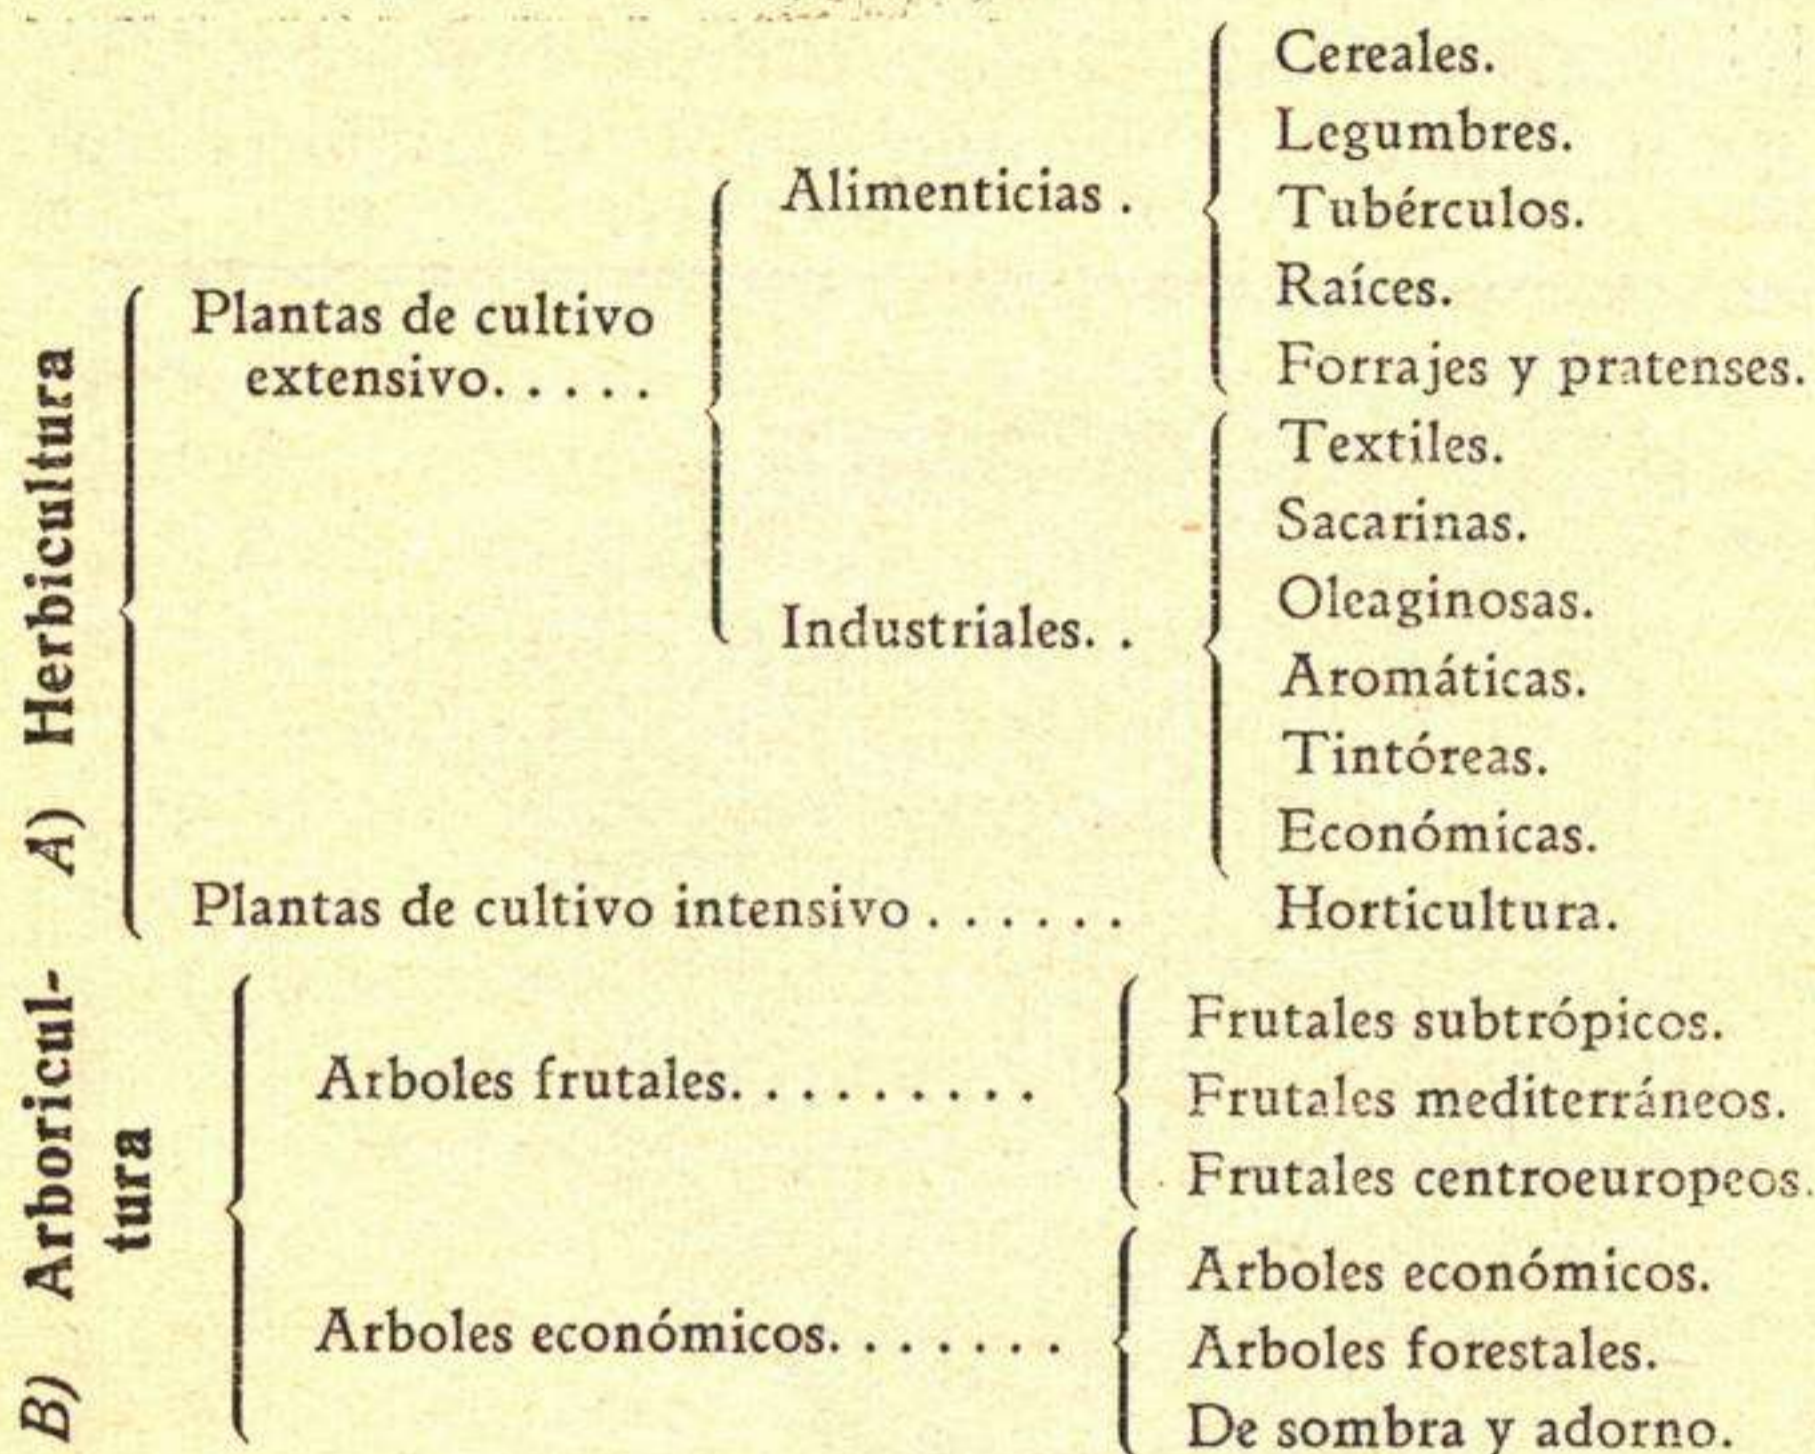 A) Herbicultura
Plantas de cultivo
extensivo. . . . .
Alimenticias .
Cereales.
Legumbres.
Tubérculos.
Raíces.
Forrajes y pratenses.
Industriales. .
Textiles.
Sacarinas.
Oleaginosas.
Aromáticas.
Tintóreas.
Económicas.
Plantas de cultivo intensivo . . . . . .
Horticultura.
B) Arboricul-
tura
Arboles frutales. . . . . . . . . .
Frutales subtrópicos.
Frutales mediterráneos.
Frutales centroeuropeos.
Arboles económicos. . . . . . .
Arboles económicos.
Arboles forestales.
De sombra y adorno.